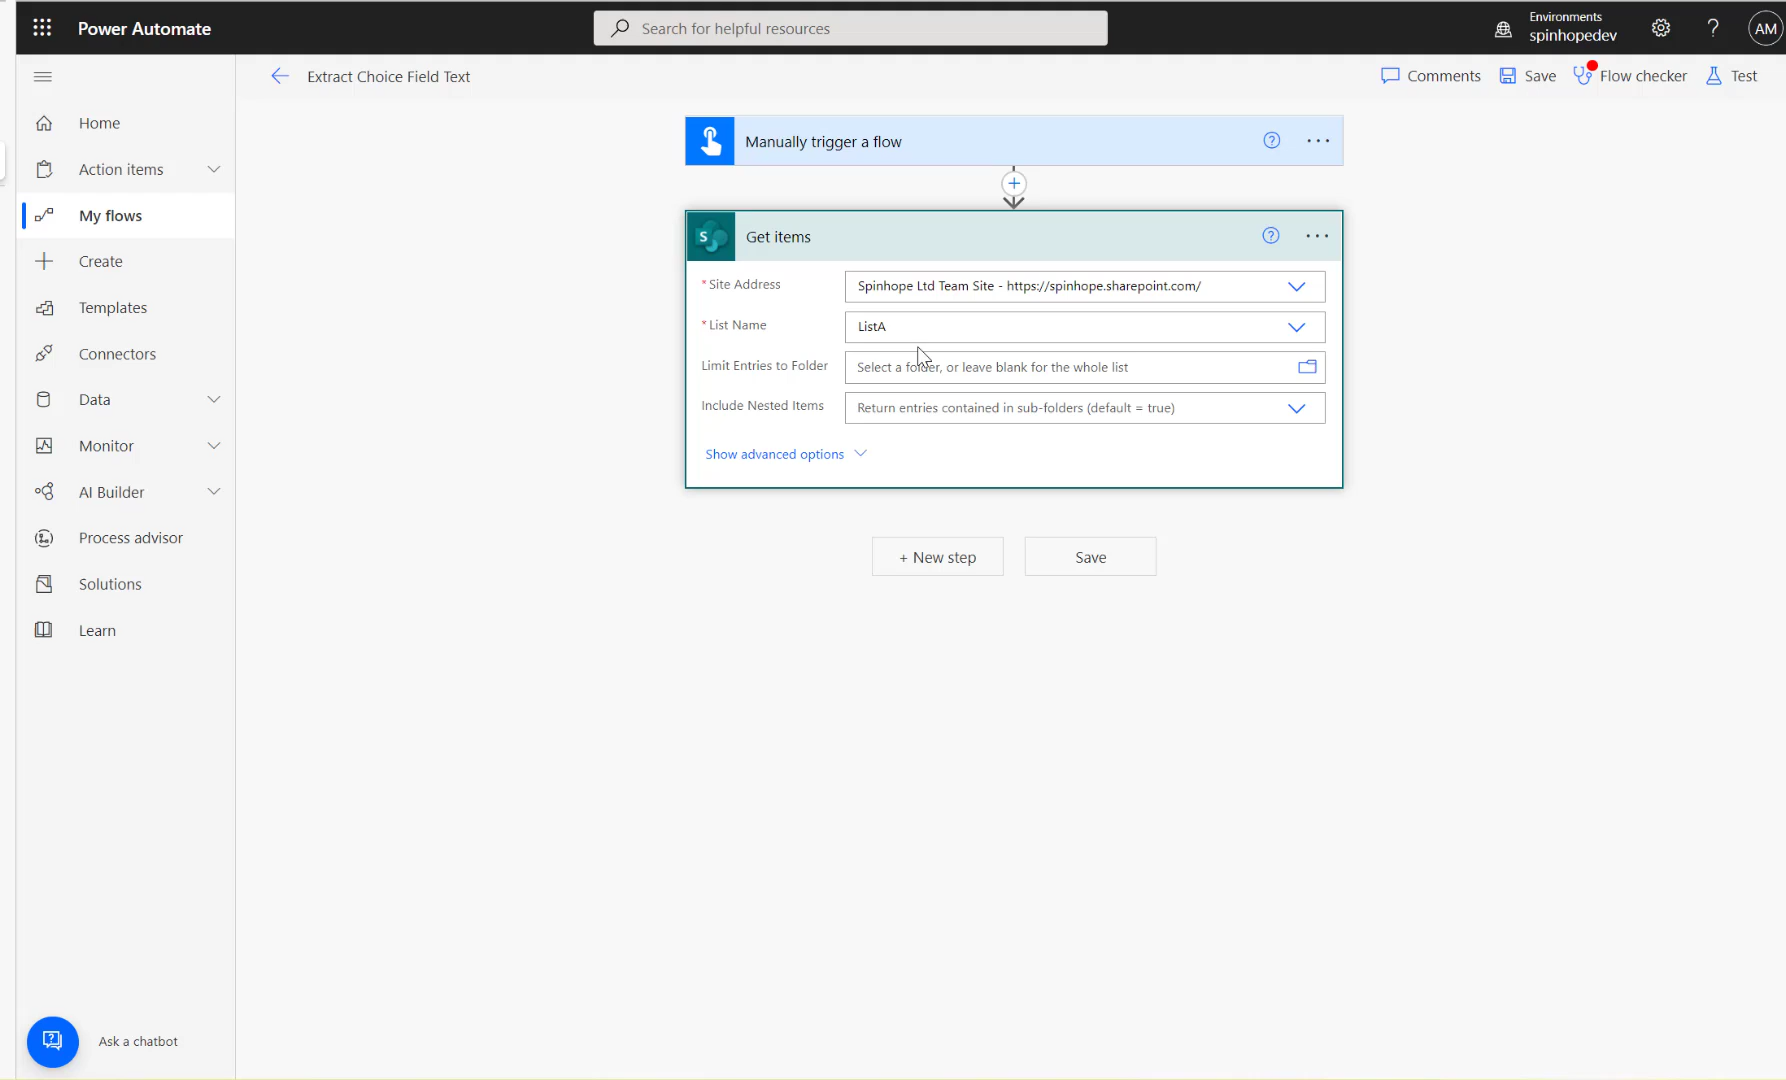 Power Automate
Search for helpful resources
Environments
spinhopedev
?
AM
Extract Choice Field Text
Comments
Save
Flow checker
Test
Home
Action items
My flows
Create
Templates
Connectors
Data
Monitor
AI Builder
Process advisor
Solutions
Learn
Ask a chatbot
Manually trigger a flow
?
S
Get items
?
* Site Address
Spinhope Ltd Team Site - https://spinhope.sharepoint.com/
* List Name
ListA
Limit Entries to Folder
Select a folder, or leave blank for the whole list
Include Nested Items
Return entries contained in sub-folders (default = true)
Show advanced options
+ New step
Save